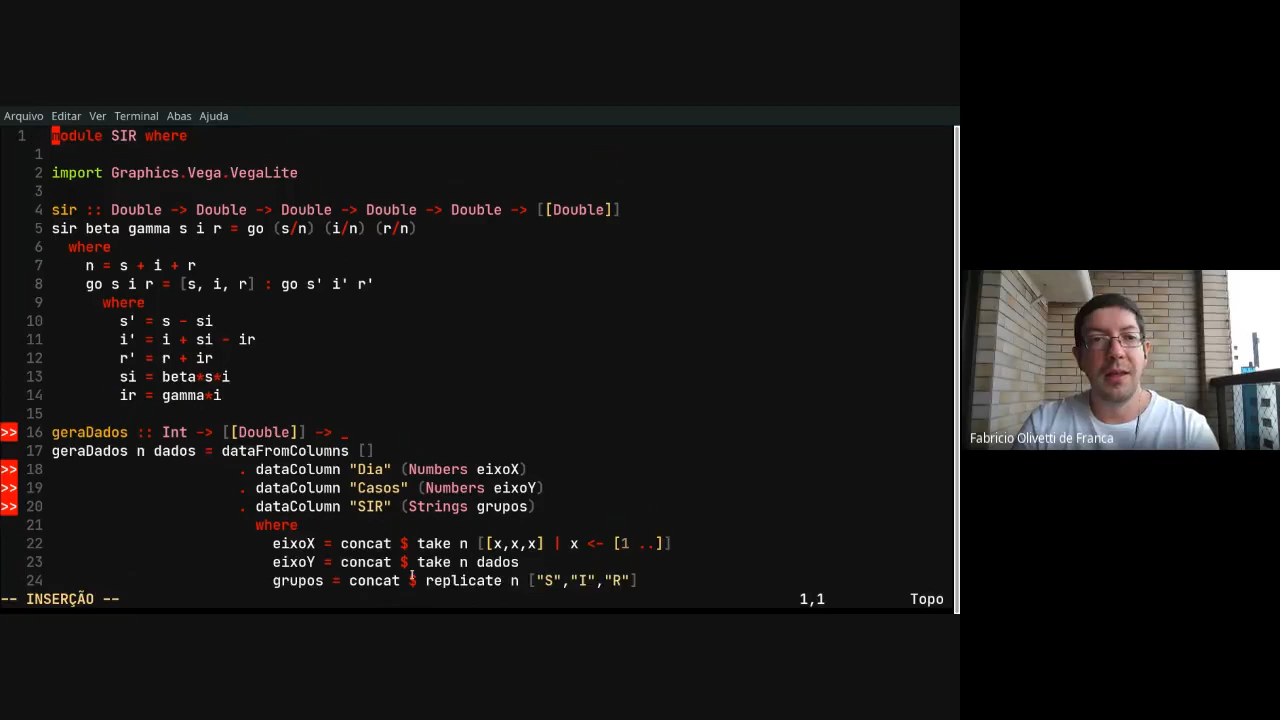 Arquivo Editar Ver Terminal Abas Ajuda
1 module SIR where
1
2 import Graphics.Vega.VegaLite
3
4 sir :: Double -> Double -> Double -> Double -> Double -> [[Double]]
5 sir beta gamma s i r = go (s/n) (i/n) (r/n)
6 where
7 n = s + i + r
8 go s i r = [s, i, r] : go s' i' r'
9 where
10 s' = s - si
11 i' = i + si - ir
12 r' = r + ir
13 si = beta*s*i
14 ir = gamma*i
15
>> 16 geraDados :: Int -> [[Double]] -> _
17 geraDados n dados = dataFromColumns []
>> 18 . dataColumn "Dia" (Numbers eixoX)
>> 19 . dataColumn "Casos" (Numbers eixoY)
>> 20 . dataColumn "SIR" (Strings grupos)
21 where
22 eixoX = concat $ take n [[x,x,x] | x <- [1 ..]]
23 eixoY = concat $ take n dados
24 grupos = concat $ replicate n ["S","I","R"]
-- INSERÇÃO -- 1,1 Topo
Fabricio Olivetti de Franca